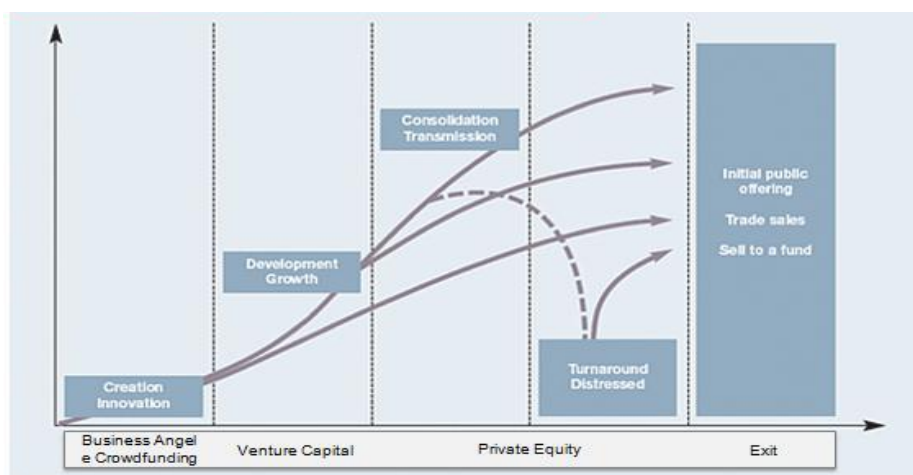 Consolidation
Transmission
Initial public
offering
Trade sales
Sell to a fund
Development
Growth
Turnaround
Distressed
Creation
Innovation
Business Angel
e Crowdfunding
Venture Capital
Private Equity
Exit